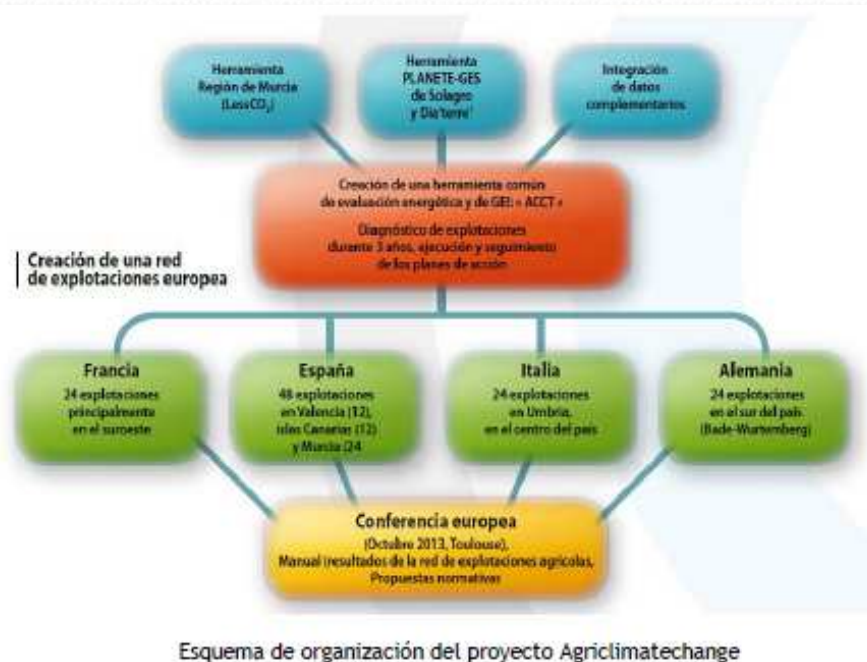 Herramienta
Región de Murcia
(LessCO₂)
Herramienta
PLANETE-GES
de Solagro
y Dia'terre'
Integración
de datos
complementarios
Creación de una herramienta común
de evaluación energética y de GEI: « ACCT »
Diagnóstico de explotaciones
durante 3 años, ejecución y seguimiento
de los planes de acción
Creación de una red
de explotaciones europea
Francia
24 explotaciones
principalmente
en el suroeste
España
48 explotaciones
en Valencia (12),
islas Canarias (12)
y Murcia (24
Italia
24 explotaciones
en Umbria,
en el centro del país
Alemania
24 explotaciones
en el sur del país
(Bade-Wurtemberg)
Conferencia europea
(Octubre 2013, Toulouse),
Manual (resultados de la red de explotaciones agrícolas,
Propuestas normativas
Esquema de organización del proyecto Agriclimatechange